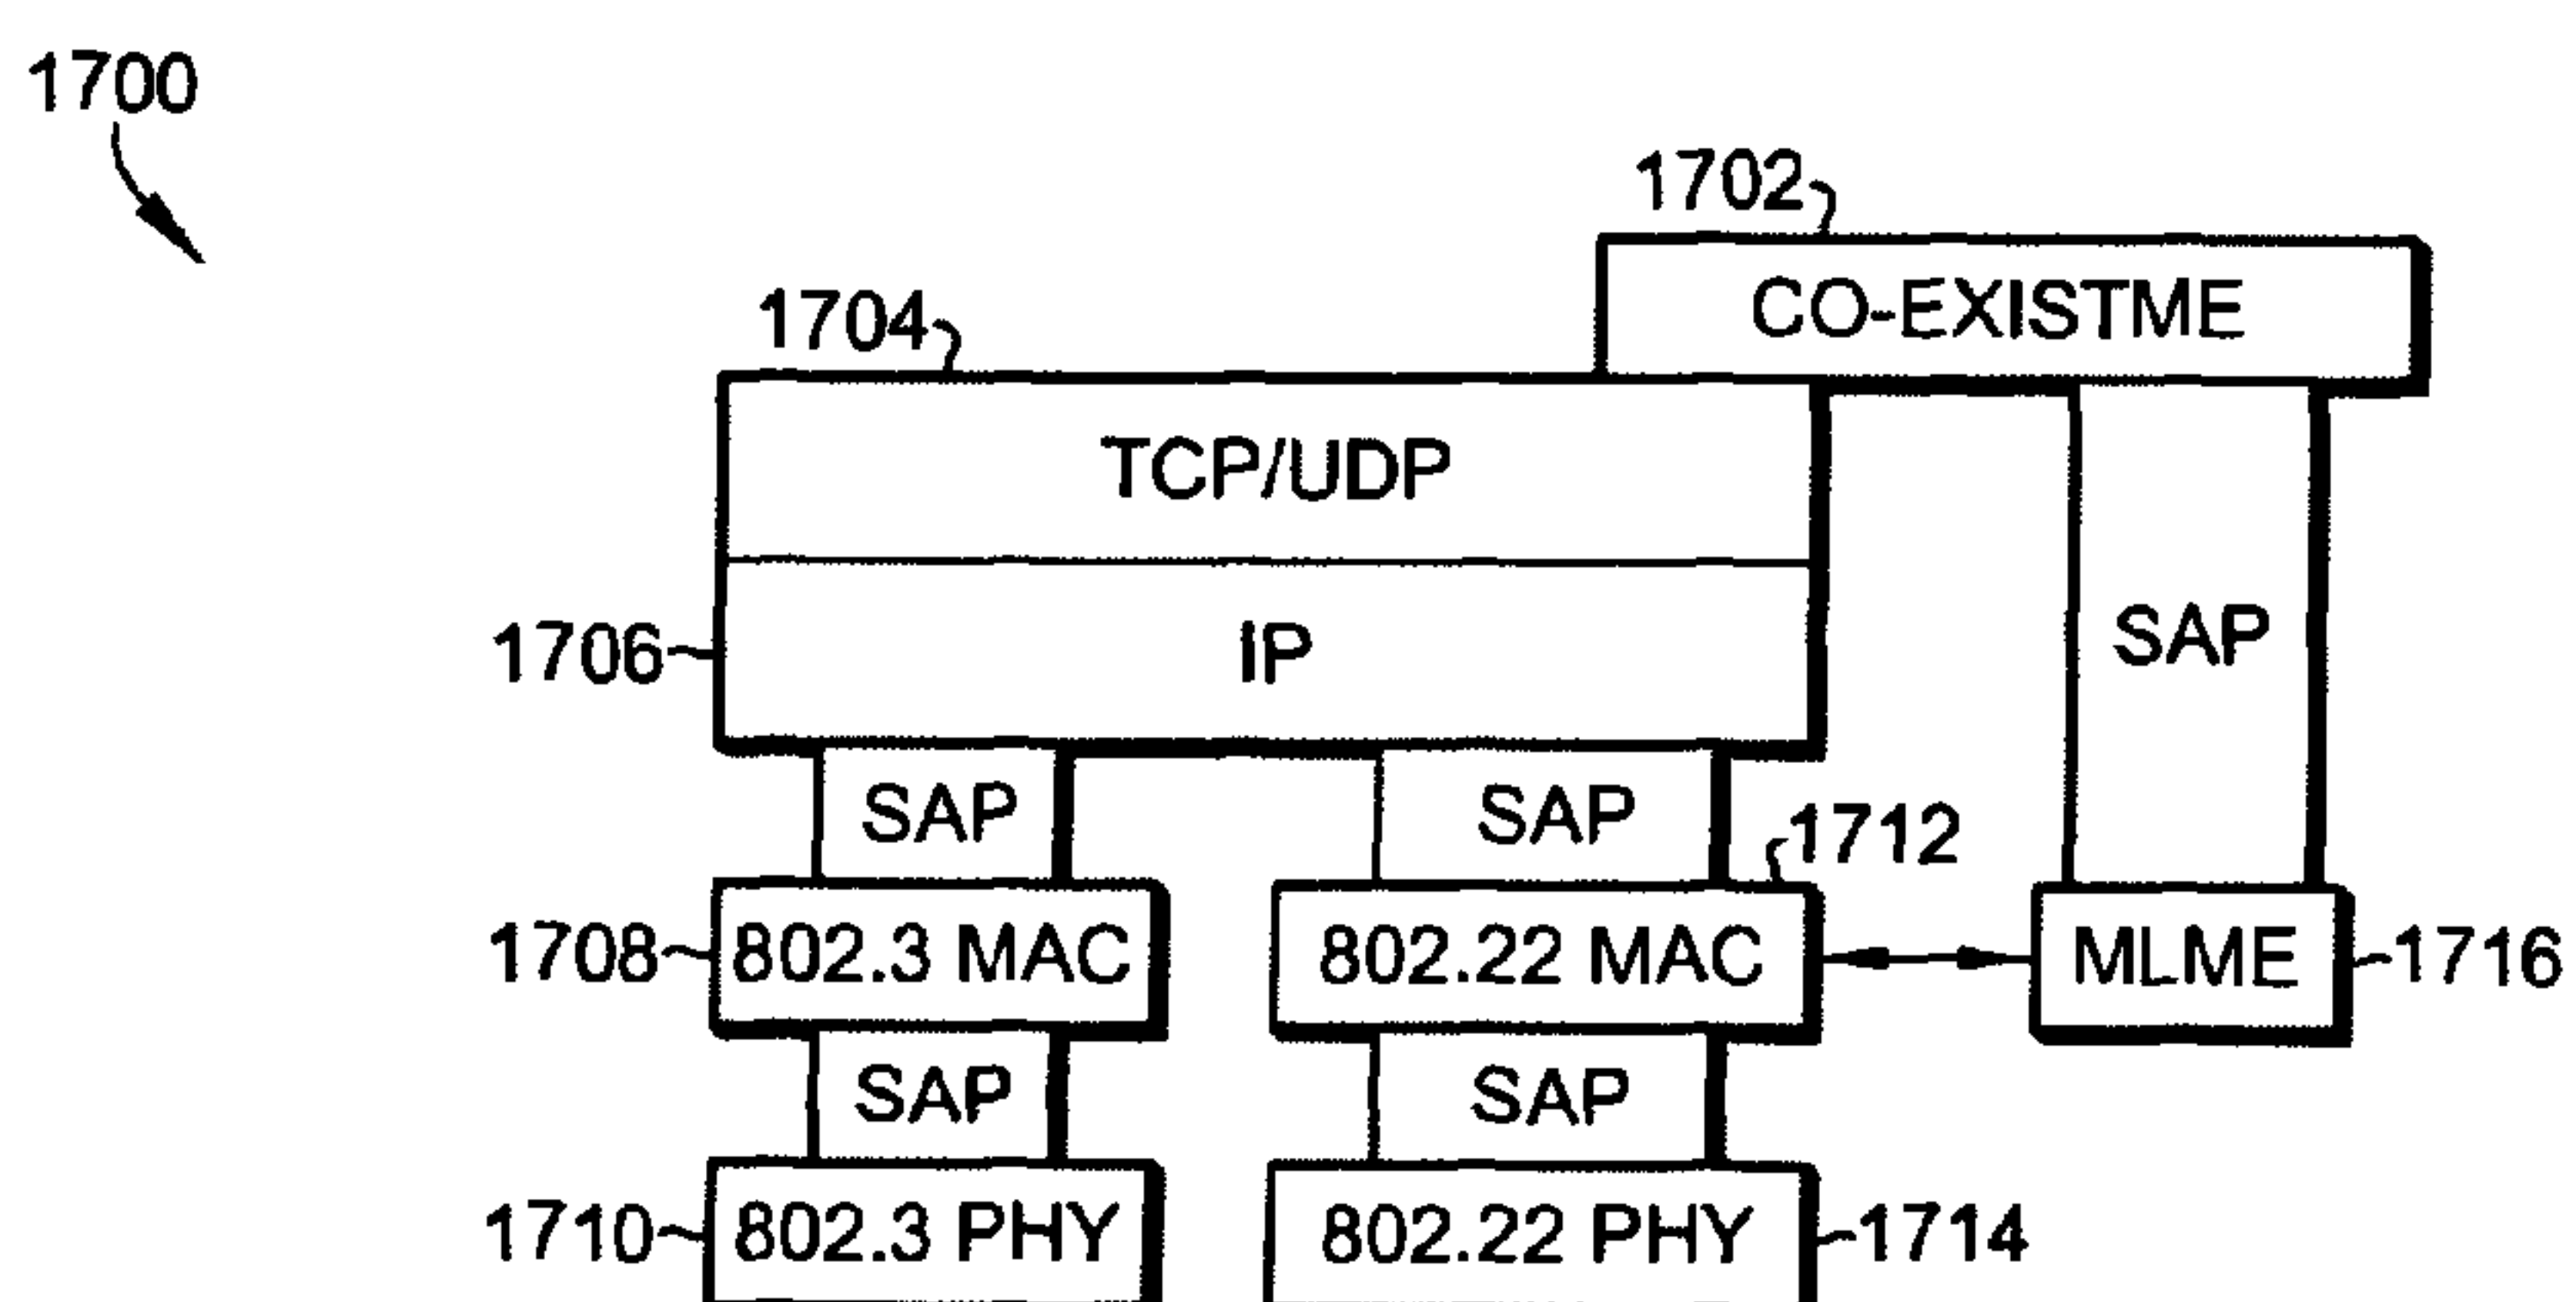 1700
1702
CO-EXISTME
1704
TCP/UDP
1706 IP SAP
SAP SAP 1712
1708 802.3 MAC 802.22 MAC MLME 1716
SAP SAP
1710 802.3 PHY 802.22 PHY 1714